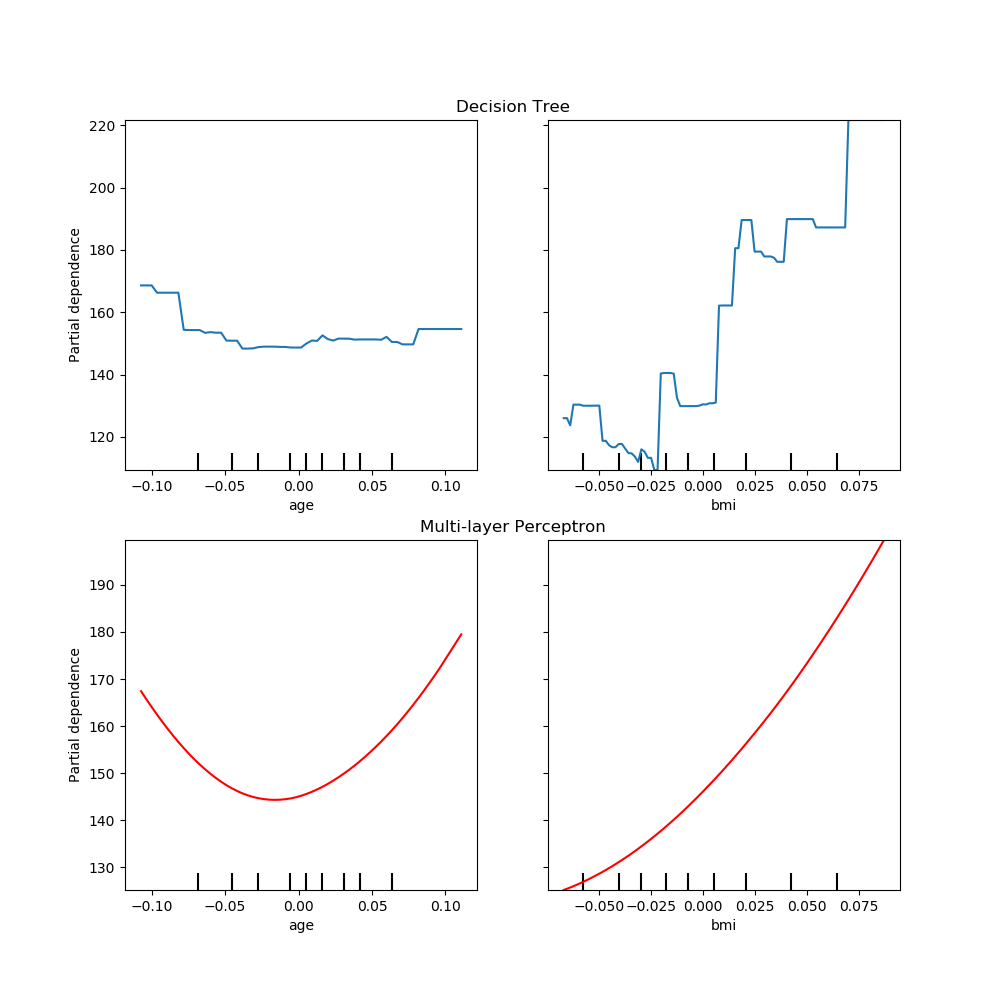 Decision Tree
220
200
180
160
140
120
Partial dependence
−0.10 −0.05 0.00 0.05 0.10
age
−0.050 −0.025 0.000 0.025 0.050 0.075
bmi
Multi-layer Perceptron
190
180
170
160
150
140
130
Partial dependence
−0.10 −0.05 0.00 0.05 0.10
age
−0.050 −0.025 0.000 0.025 0.050 0.075
bmi